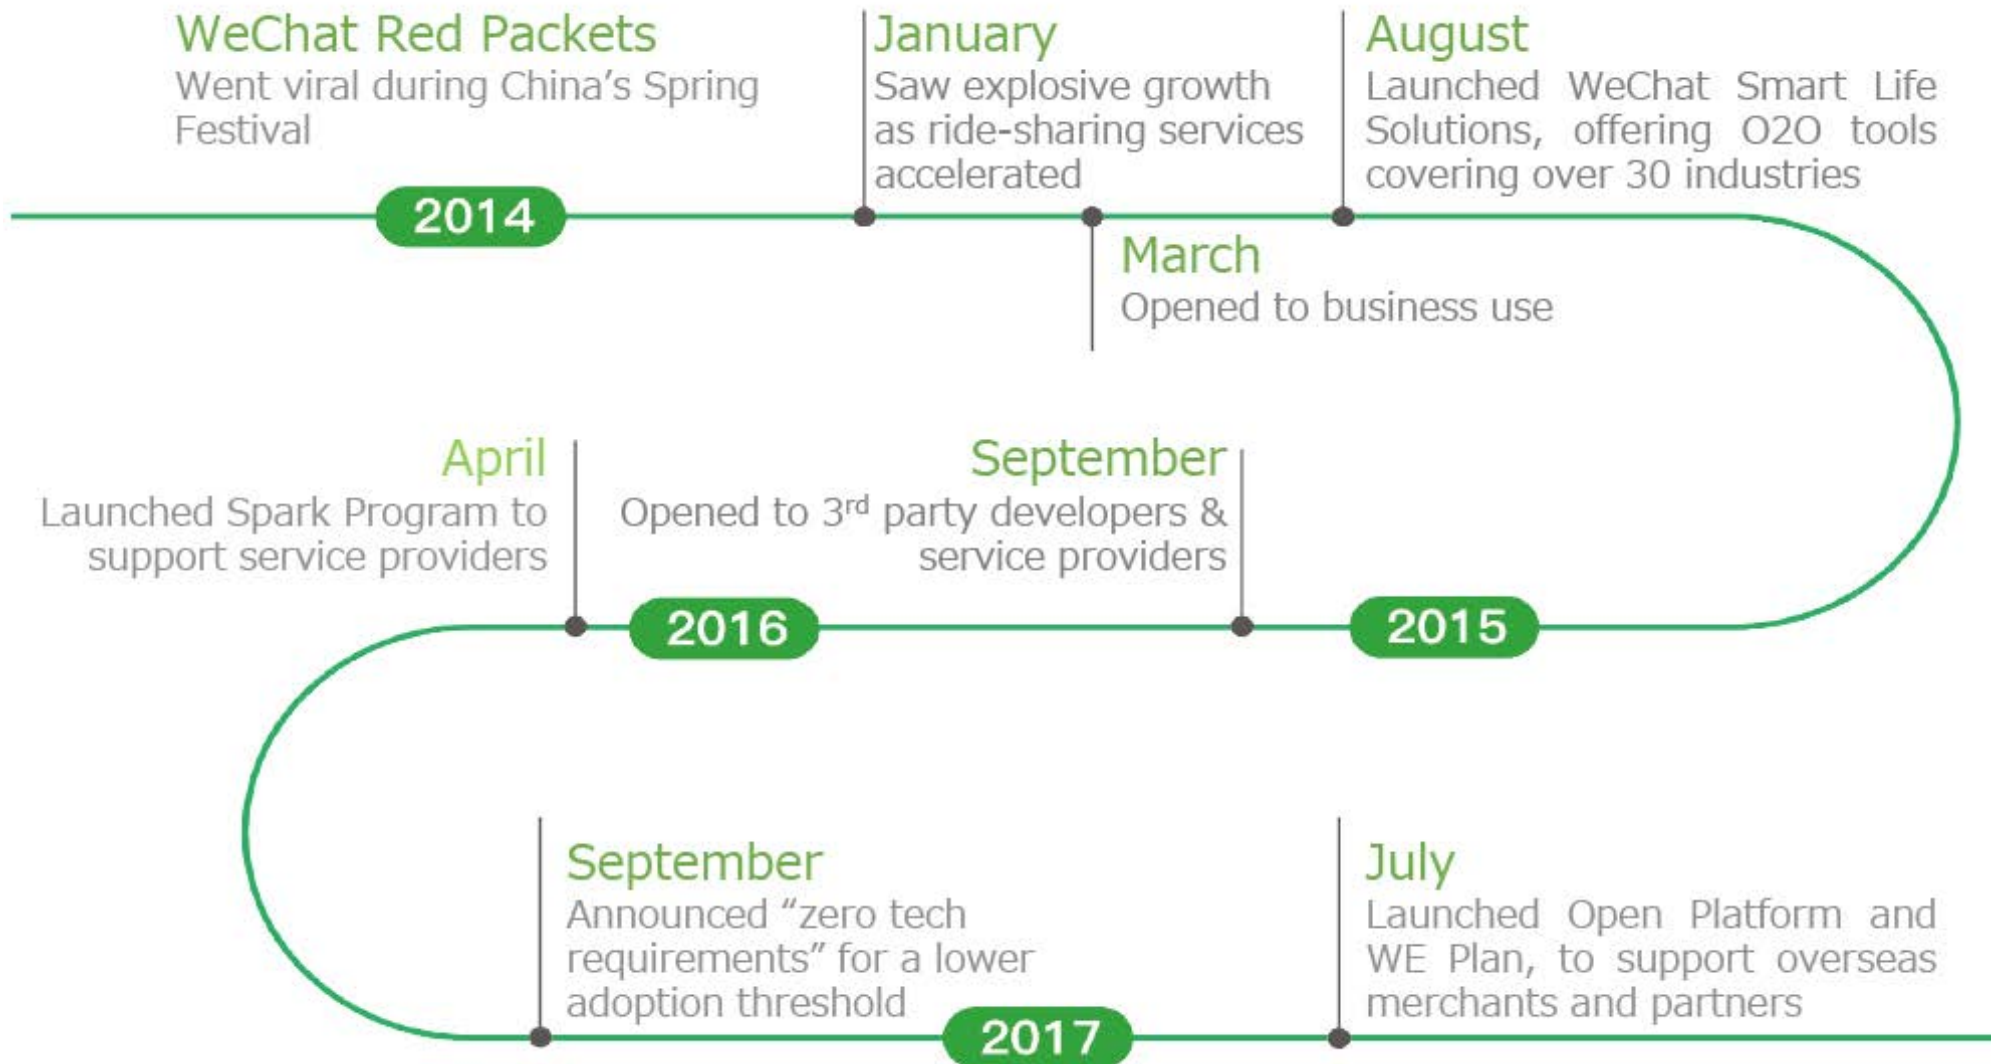 WeChat Red Packets
Went viral during China’s Spring
Festival
2014
January
Saw explosive growth
as ride-sharing services
accelerated
March
Opened to business use
August
Launched WeChat Smart Life
Solutions, offering O2O tools
covering over 30 industries
2015
September
Opened to 3rd party developers &
service providers
2016
April
Launched Spark Program to
support service providers
September
Announced “zero tech
requirements” for a lower
adoption threshold
2017
July
Launched Open Platform and
WE Plan, to support overseas
merchants and partners